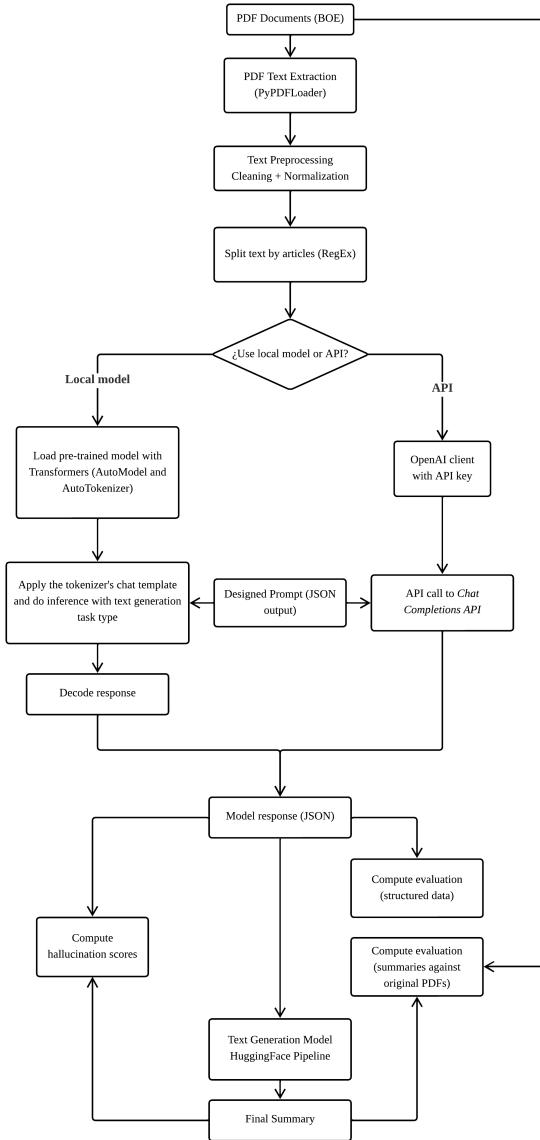 PDF Documents (BOE)
PDF Text Extraction
(PyPDFLoader)
Text Preprocessing
Cleaning + Normalization
Split text by articles (RegEx)
¿Use local model or API?
Local model
API
Load pre-trained model with
Transformers (AutoModel and
AutoTokenizer)
OpenAI client
with API key
Apply the tokenizer's chat template
and do inference with text generation
task type
Designed Prompt (JSON
output)
API call to Chat
Completions API
Decode response
Model response (JSON)
Compute evaluation
(structured data)
Compute
hallucination scores
Compute evaluation
(summaries against
original PDFs)
Text Generation Model
HuggingFace Pipeline
Final Summary